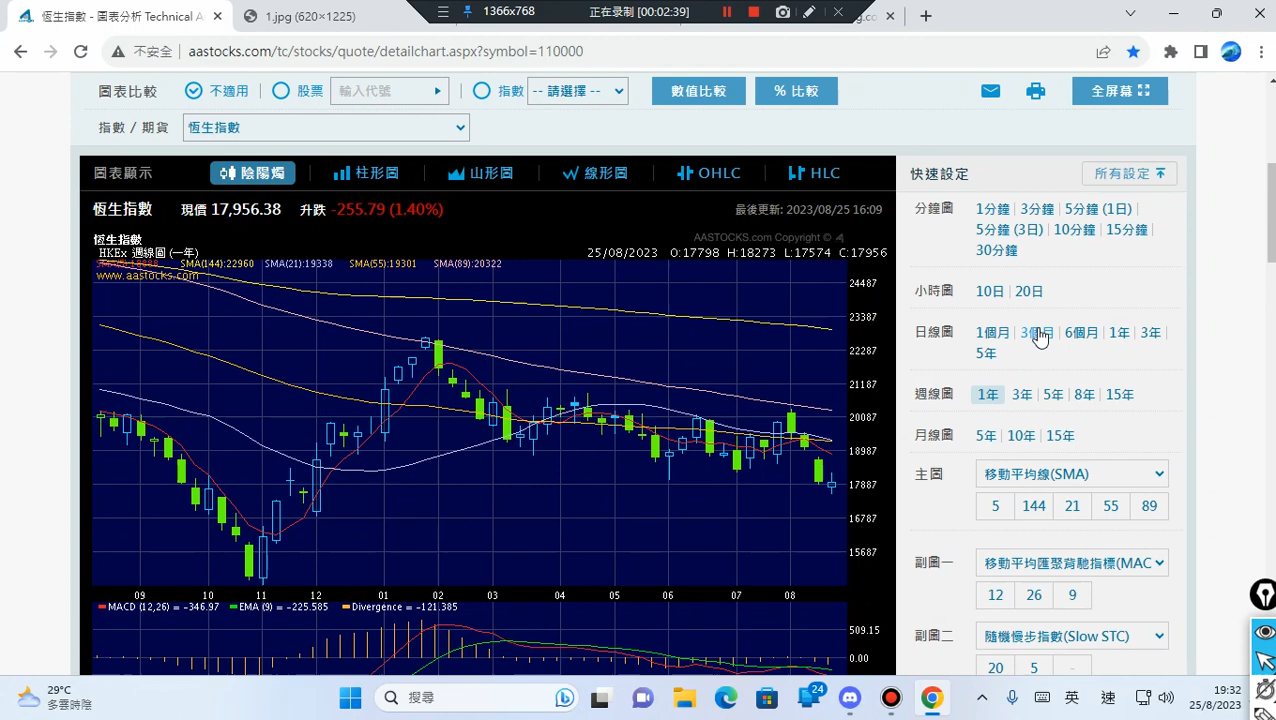 恆生指數 - 圖表分析 Technical A
1.jpg (620×1225)
1366x768
正在录制 [00:02:39]
不安全
aastocks.com/tc/stocks/quote/detailchart.aspx?symbol=110000
圖表比較 不適用 股票 輸入代號 指數 -- 請選擇 -- 數值比較 % 比較 全屏幕
指數 / 期貨 恆生指數
圖表顯示 陰陽燭 柱形圖 山形圖 線形圖 OHLC HLC
恆生指數 現價 17,956.38 升跌 -255.79 (1.40%) 最後更新: 2023/08/25 16:09
恆生指數 AASTOCKS.com Copyright ©
HKEx 週線圖 (一年) 25/08/2023 O:17798 H:18273 L:17574 C:17956
SMA(144):22960 SMA(21):19338 SMA(55):19301 SMA(89):20322
www.aastocks.com
24487
23387
22287
21187
20087
18987
17887
16787
15687
09 10 11 12 01 02 03 04 05 06 07 08
MACD (12,26) = -346.97 EMA (9) = -225.585 Divergence = -121.385
509.15
0.00
快速設定 所有設定
分鐘圖 1分鐘 3分鐘 5分鐘 (1日)
5分鐘 (3日) 10分鐘 15分鐘
30分鐘
小時圖 10日 20日
日線圖 1個月 3個月 6個月 1年 3年
5年
週線圖 1年 3年 5年 8年 15年
月線圖 5年 10年 15年
主圖 移動平均線(SMA)
5 144 21 55 89
副圖一 移動平均匯聚背馳指標(MAC
12 26 9
副圖二 隨機慢步指數(Slow STC)
20 5 -
29°C
多雲時陰
搜尋
24
英
速
19:32
25/8/2023